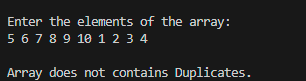 Enter the elements of the array:
5 6 7 8 9 10 1 2 3 4
Array does not contains Duplicates.